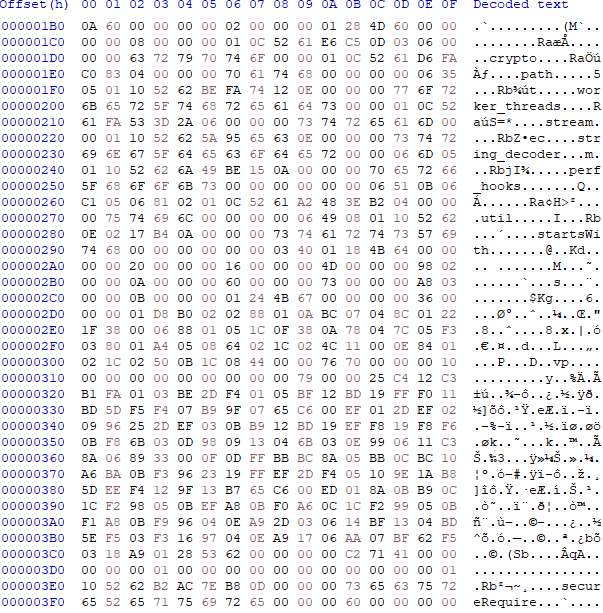 Offset(h) 00 01 02 03 04 05 06 07 08 09 0A 0B 0C 0D 0E 0F Decoded text
000001B0 0A 60 00 00 00 00 02 00 00 00 01 28 4D 60 00 00 .`.........(M`..
000001C0 00 00 08 00 00 00 01 0C 52 61 E6 C5 0D 03 06 00 ........RaæÅ....
000001D0 00 00 63 72 79 70 74 6F 00 00 01 0C 52 61 D6 FA ..crypto....RaÖú
000001E0 C0 83 04 00 00 00 70 61 74 68 00 00 00 00 06 35 Àƒ....path.....5
000001F0 05 01 10 52 62 BE FA 74 12 0E 00 00 00 77 6F 72 ...Rb¾út.....wor
00000200 6B 65 72 5F 74 68 72 65 61 64 73 00 00 01 0C 52 ker_threads....R
00000210 61 FA 53 3D 2A 06 00 00 00 73 74 72 65 61 6D 00 aúS=*....stream.
00000220 00 01 10 52 62 5A 95 65 63 0E 00 00 00 73 74 72 ...RbZ•ec....str
00000230 69 6E 67 5F 64 65 63 6F 64 65 72 00 00 06 6D 05 ing_decoder...m.
00000240 01 10 52 62 6A 49 BE 15 0A 00 00 00 70 65 72 66 ..RbjI¾.....perf
00000250 5F 68 6F 6F 6B 73 00 00 00 00 00 00 06 51 0B 06 _hooks.......Q..
00000260 C1 05 06 81 02 01 0C 52 61 A2 48 3E B2 04 00 00 Á......Ra¢H>²...
00000270 00 75 74 69 6C 00 00 00 00 06 49 08 01 10 52 62 .util.....I...Rb
00000280 0E 02 17 B4 0A 00 00 00 73 74 61 72 74 73 57 69 ...´....startsWi
00000290 74 68 00 00 00 00 00 00 03 40 01 18 4B 64 00 00 th.......@..Kd..
000002A0 00 00 20 00 00 00 16 00 00 00 4D 00 00 00 98 02 .. .......M...˜.
000002B0 00 00 0A 00 00 00 60 00 00 00 73 00 00 00 A8 03 ......`...s...¨.
000002C0 00 00 0B 00 00 00 01 24 4B 67 00 00 00 00 36 00 .......$Kg....6.
000002D0 00 00 01 D8 B0 02 02 88 01 0A BC 07 04 8C 01 22 ...Ø°..ˆ..¼..Œ."
000002E0 1F 38 00 06 88 01 05 1C 0F 38 0A 78 04 7C 05 F3 .8..ˆ....8.x.|.ó
000002F0 03 80 01 A4 05 08 64 02 1C 02 4C 11 00 0E 84 01 .€.¤..d...L...„.
00000300 02 1C 02 50 0B 1C 08 44 00 00 76 70 00 00 00 10 ...P...D..vp....
00000310 00 00 00 00 00 00 00 00 00 79 00 00 25 C4 12 C3 .........y..%Ä.Ã
00000320 B1 FA 01 03 BE 2D F4 01 05 BF 12 BD 19 FF F0 11 ±ú..¾-ô..¿.½.ÿð.
00000330 BD 5D F5 F4 07 B9 9F 07 65 C6 00 EF 01 2D EF 02 ½]õô.¹Ÿ.eÆ.ï.-ï.
00000340 09 96 25 2D EF 03 0B B9 12 BD 19 EF F8 19 F8 F6 .–%-ï..¹.½.ïø.øö
00000350 0B F8 6B 03 0D 98 09 13 04 6B 03 0E 99 06 11 C3 .øk..˜...k..™..Ã
00000360 8A 06 89 33 00 0F 0D FF BB BC 8A 05 BB 0C BC 10 Š.‰3...ÿ»¼Š.».¼.
00000370 A6 BA 0B F3 96 23 19 FF EF 2D F4 05 10 9E 1A B8 ¦º.ó–#.ÿï-ô..ž.¸
00000380 5D EE F4 12 9F 13 B7 65 C6 00 ED 01 8A 0B B9 0C ]îô.Ÿ.·eÆ.í.Š.¹.
00000390 1C F2 98 05 0B EF A8 0B F0 A6 0C 1C F2 99 05 0B .ò˜..ï¨.ð¦..ò™..
000003A0 F1 A8 0B F9 96 04 0E A9 2D 03 06 14 BF 13 04 BD ñ¨.ù–..©-...¿..½
000003B0 5E F5 03 F3 16 97 04 0E A9 17 06 AA 07 BF 62 F5 ^õ.ó.—..©..ª.¿bõ
000003C0 03 18 A9 01 28 53 62 00 00 00 00 C2 71 41 00 00 ..©.(Sb....ÂqA..
000003D0 00 00 00 01 00 00 00 00 00 00 00 00 00 00 00 01 ................
000003E0 10 52 62 B2 AC 7E B8 0D 00 00 00 73 65 63 75 72 .Rb²¬~¸....secur
000003F0 65 52 65 71 75 69 72 65 00 00 00 60 00 00 00 00 eRequire...`....